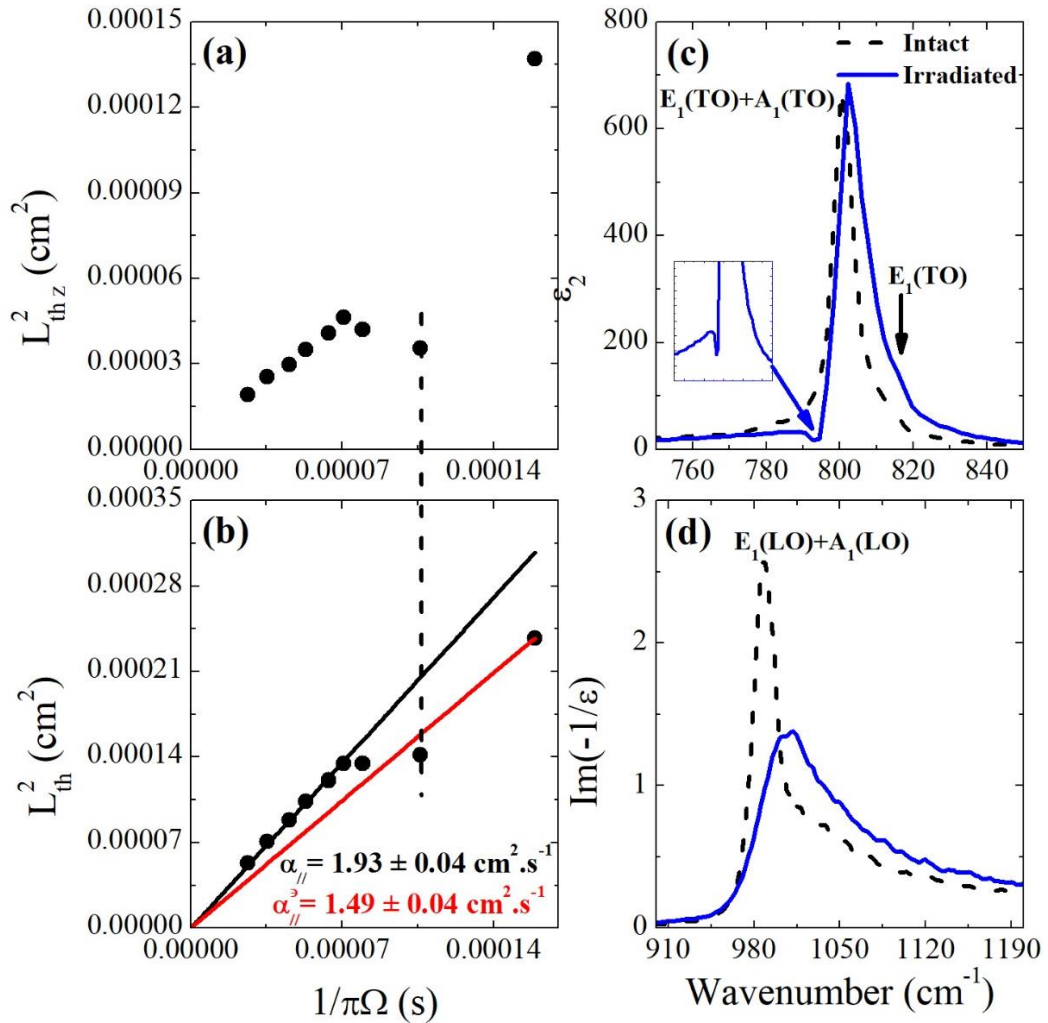 (a)
0.00015
0.00012
0.00009
0.00006
0.00003
0.00000
L²th z (cm²)
0.00000 0.00007 0.00014
(b)
0.00035
0.00028
0.00021
0.00014
0.00007
0.00000
L²th (cm²)
α//= 1.93 ± 0.04 cm².s⁻¹
α//ᵌ= 1.49 ± 0.04 cm².s⁻¹
0.00000 0.00007 0.00014
1/πΩ (s)
(c)
Intact
Irradiated
E₁(TO)+A₁(TO)
E₁(TO)
800
600
400
200
0
ε₂
760 780 800 820 840
(d)
E₁(LO)+A₁(LO)
3
2
1
0
Im(-1/ε)
910 980 1050 1120 1190
Wavenumber (cm⁻¹)